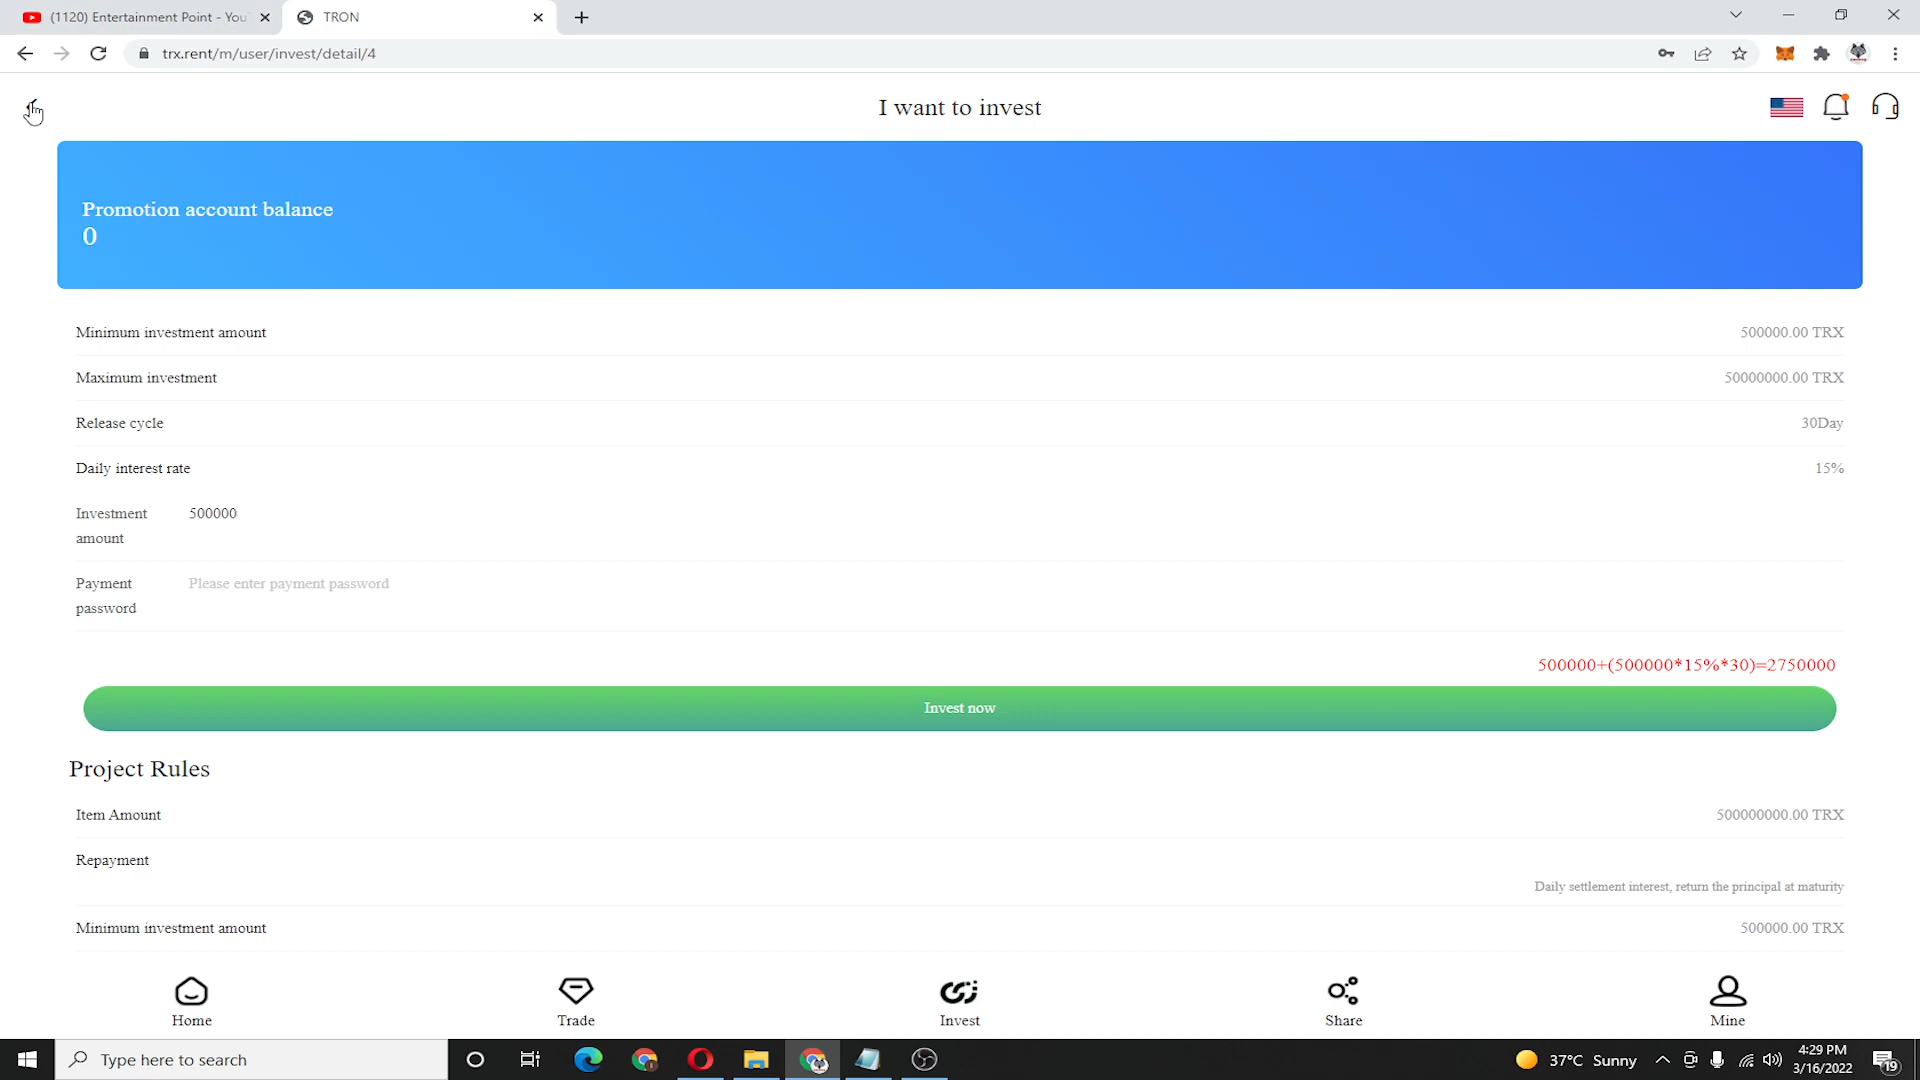 (1120) Entertainment Point - You
TRON
trx.rent/m/user/invest/detail/4
I want to invest
Promotion account balance
0
Minimum investment amount 500000.00 TRX
Maximum investment 50000000.00 TRX
Release cycle 30Day
Daily interest rate 15%
Investment amount 500000
Payment password Please enter payment password
500000+(500000*15%*30)=2750000
Invest now
Project Rules
Item Amount 500000000.00 TRX
Repayment
Daily settlement interest, return the principal at maturity
Minimum investment amount 500000.00 TRX
Home Trade Invest Share Mine
Type here to search
37°C Sunny
4:29 PM
3/16/2022
19